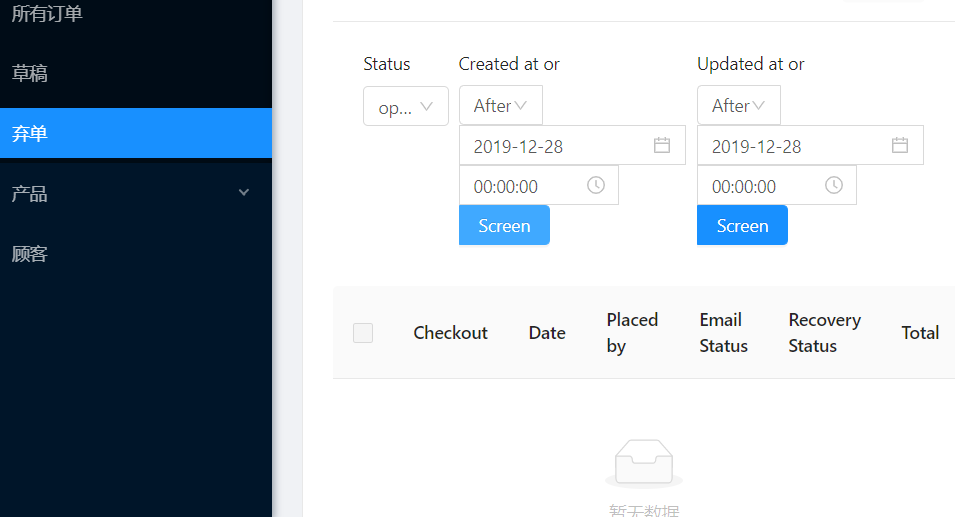 所有订单
草稿
弃单
产品
顾客
Status
Created at or
Updated at or
op...
After
After
2019-12-28
2019-12-28
00:00:00
00:00:00
Screen
Screen
Checkout
Date
Placed
by
Email
Status
Recovery
Status
Total
暂无数据